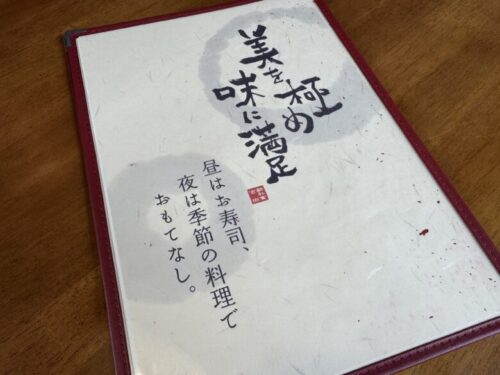 美を極め
味に満足
昼はお寿司、
夜は季節の料理で
おもてなし。